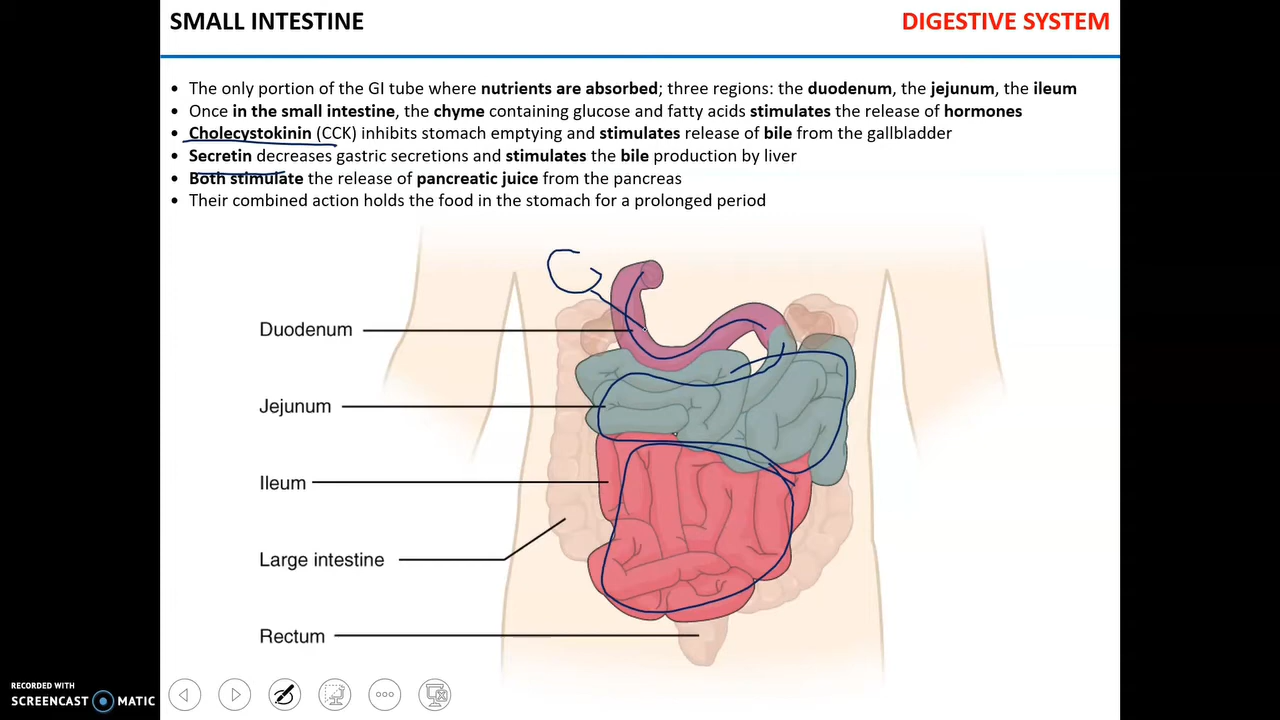 SMALL INTESTINE
DIGESTIVE SYSTEM
• The only portion of the GI tube where nutrients are absorbed; three regions: the duodenum, the jejunum, the ileum
• Once in the small intestine, the chyme containing glucose and fatty acids stimulates the release of hormones
• Cholecystokinin (CCK) inhibits stomach emptying and stimulates release of bile from the gallbladder
• Secretin decreases gastric secretions and stimulates the bile production by liver
• Both stimulate the release of pancreatic juice from the pancreas
• Their combined action holds the food in the stomach for a prolonged period
Duodenum
Jejunum
Ileum
Large intestine
Rectum
RECORDED WITH
SCREENCAST MATIC